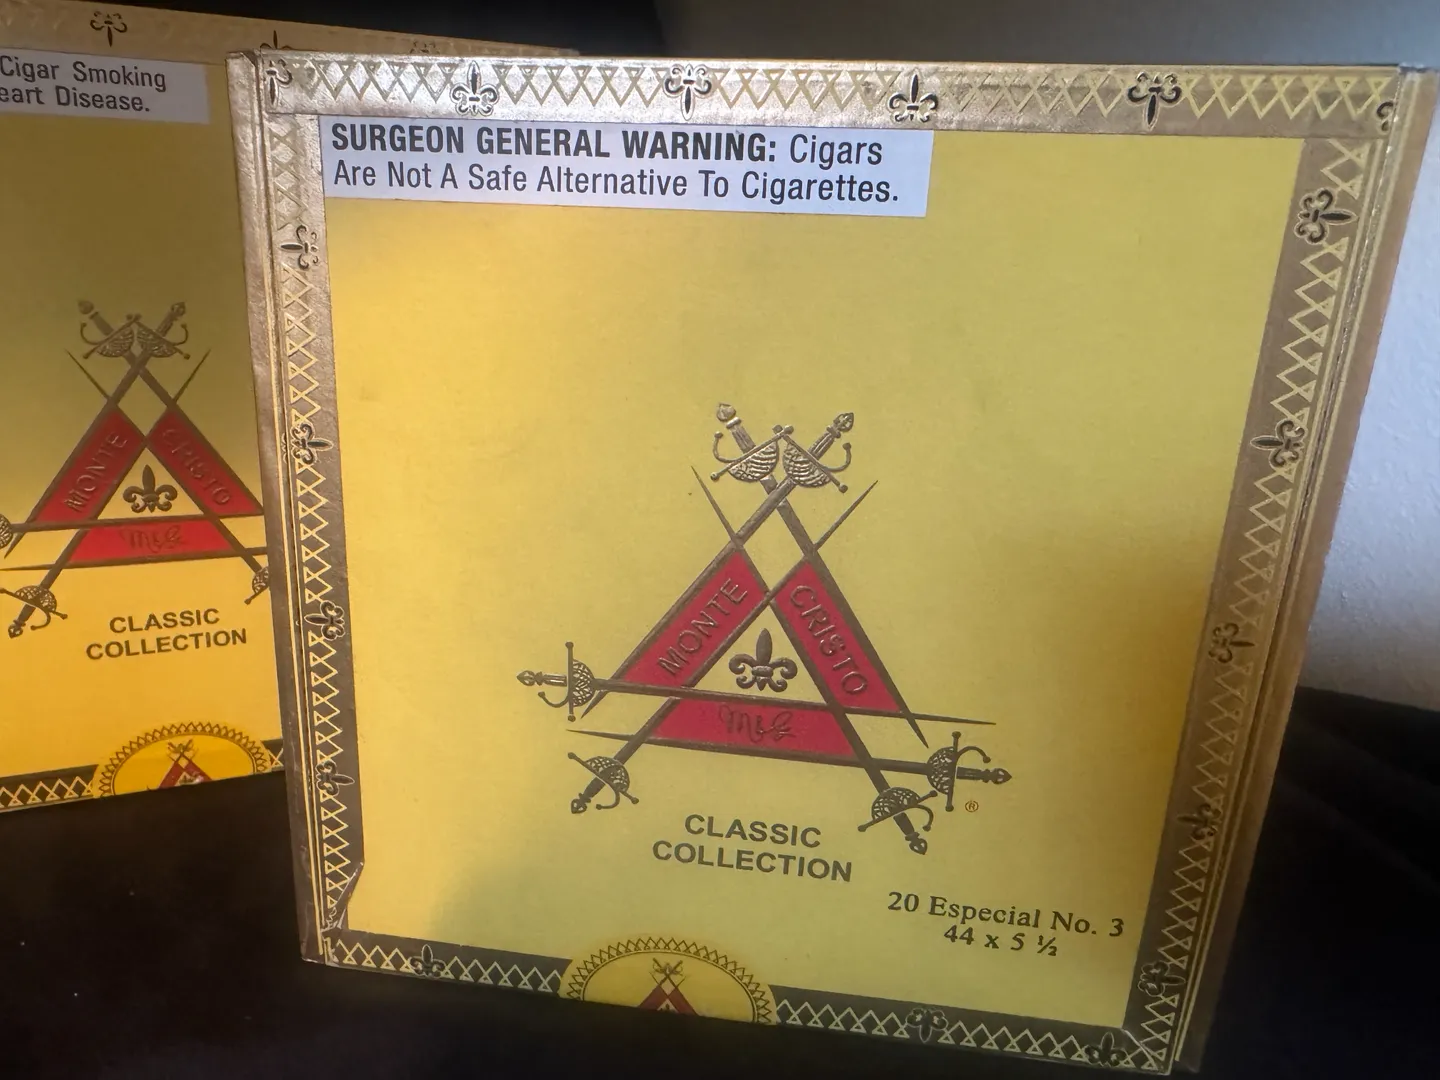 Cigar Smoking
eart Disease.
MONTE CRISTO
M&G
CLASSIC
COLLECTION
SURGEON GENERAL WARNING: Cigars
Are Not A Safe Alternative To Cigarettes.
MONTE CRISTO
M&G
®
CLASSIC
COLLECTION
20 Especial No. 3
44 x 5 ½